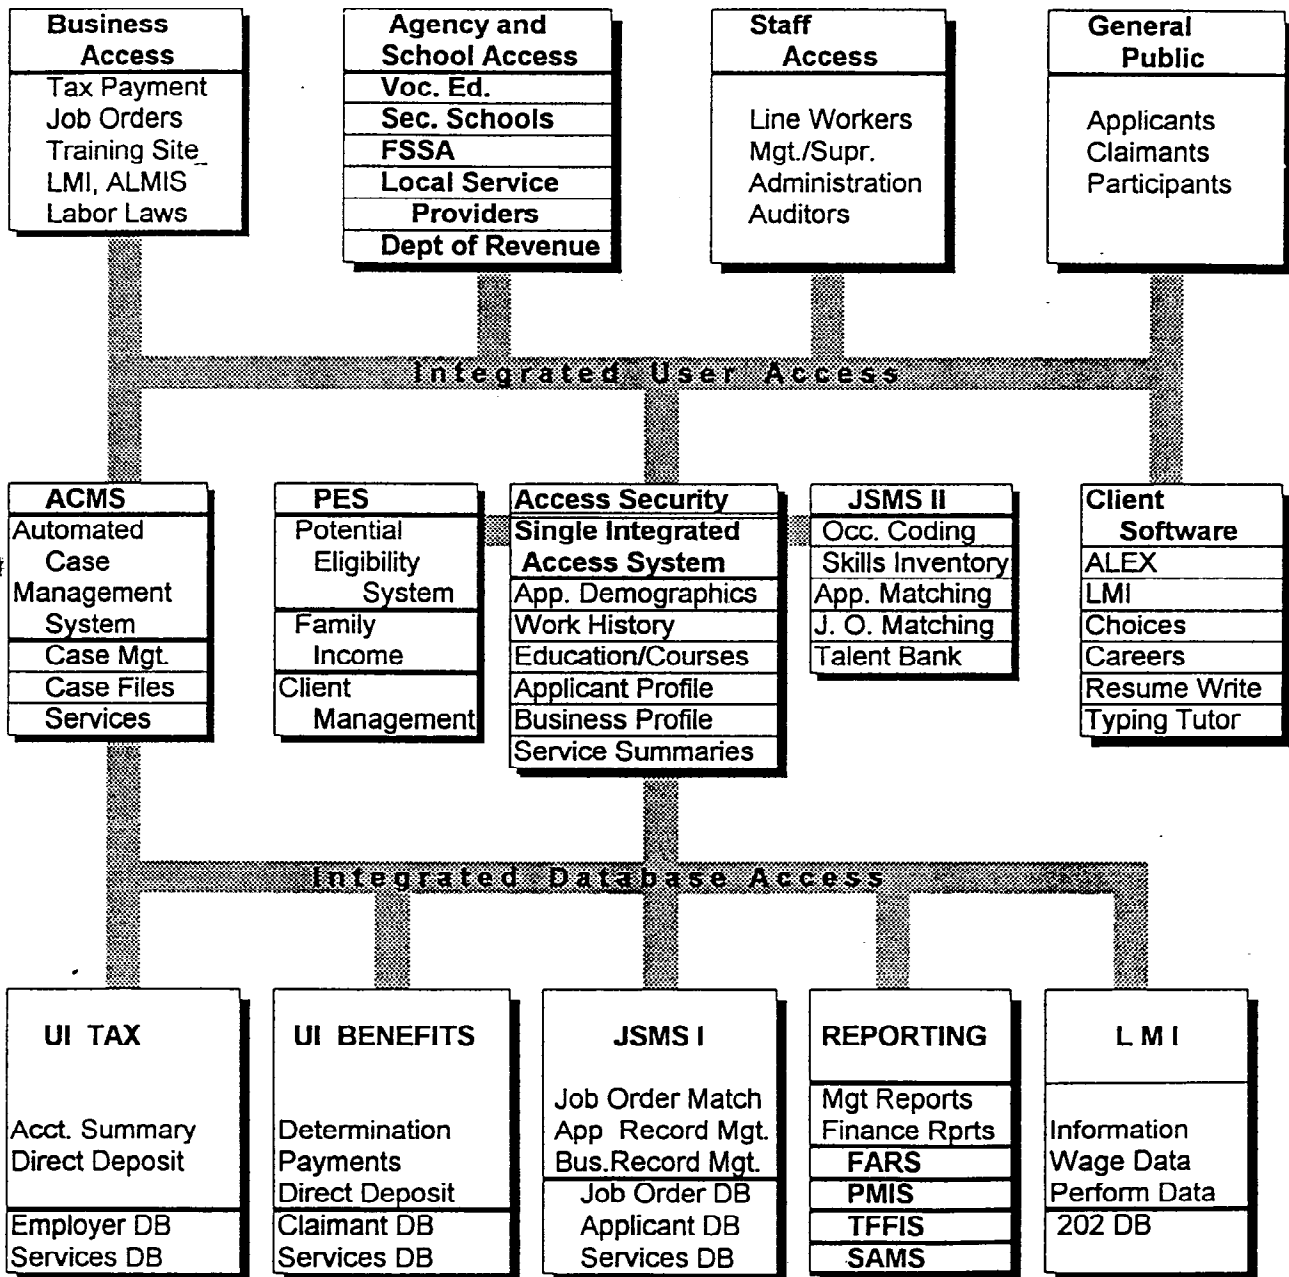 Business
Access
Tax Payment
Job Orders
Training Site
LMI, ALMIS
Labor Laws
Agency and
School Access
Voc. Ed.
Sec. Schools
FSSA
Local Service
Providers
Dept of Revenue
Staff
Access
Line Workers
Mgt./Supr.
Administration
Auditors
General
Public
Applicants
Claimants
Participants
Integrated User Access
ACMS
Automated
Case
Management
System
Case Mgt.
Case Files
Services
PES
Potential
Eligibility
System
Family
Income
Client
Management
Access Security
Single Integrated
Access System
App. Demographics
Work History
Education/Courses
Applicant Profile
Business Profile
Service Summaries
JSMS II
Occ. Coding
Skills Inventory
App. Matching
J. O. Matching
Talent Bank
Client
Software
ALEX
LMI
Choices
Careers
Resume Write
Typing Tutor
Integrated Database Access
UI TAX
Acct. Summary
Direct Deposit
Employer DB
Services DB
UI BENEFITS
Determination
Payments
Direct Deposit
Claimant DB
Services DB
JSMS I
Job Order Match
App Record Mgt.
Bus.Record Mgt.
Job Order DB
Applicant DB
Services DB
REPORTING
Mgt Reports
Finance Rprts
FARS
PMIS
TFFIS
SAMS
L M I
Information
Wage Data
Perform Data
202 DB